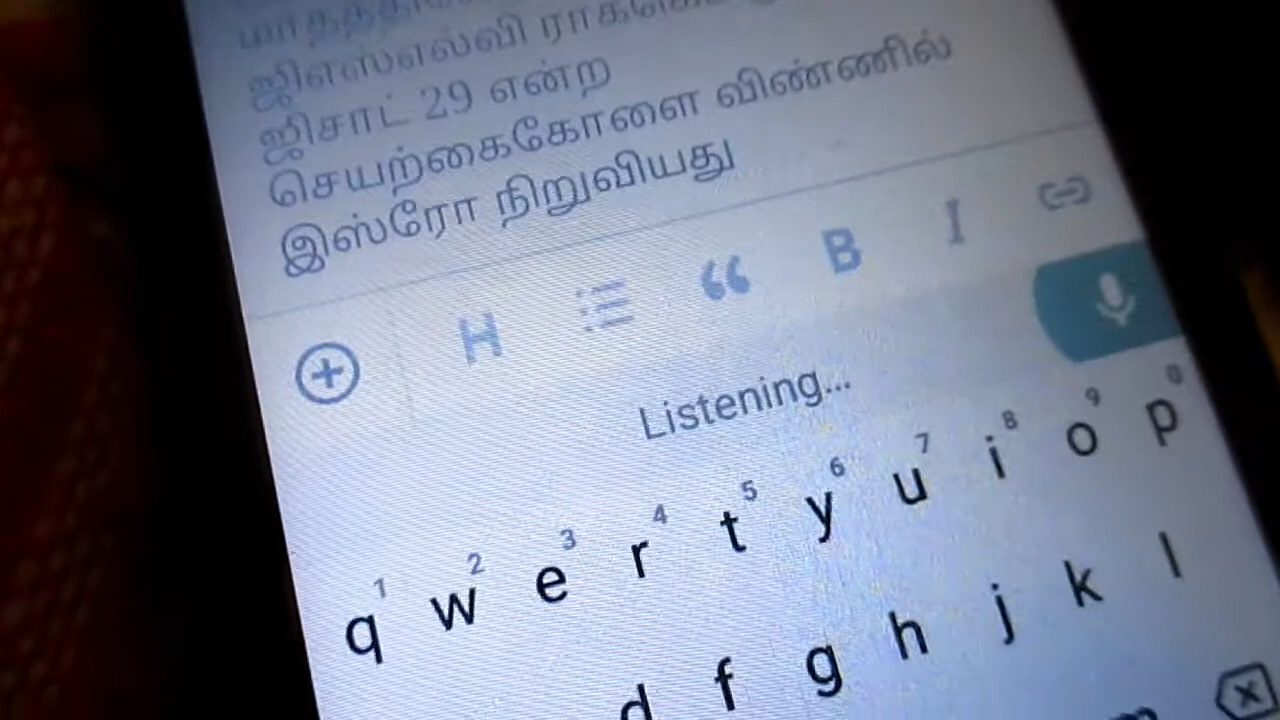 ஜிஎஸ்எல்வி
ஜிசாட் 29 என்ற
செயற்கைகோளை விண்ணில்
இஸ்ரோ நிறுவியது
H “ B I
Listening...
1 2 3 4 5 6 7 8 9 0
q w e r t y u i o p
d f g h j k l
m